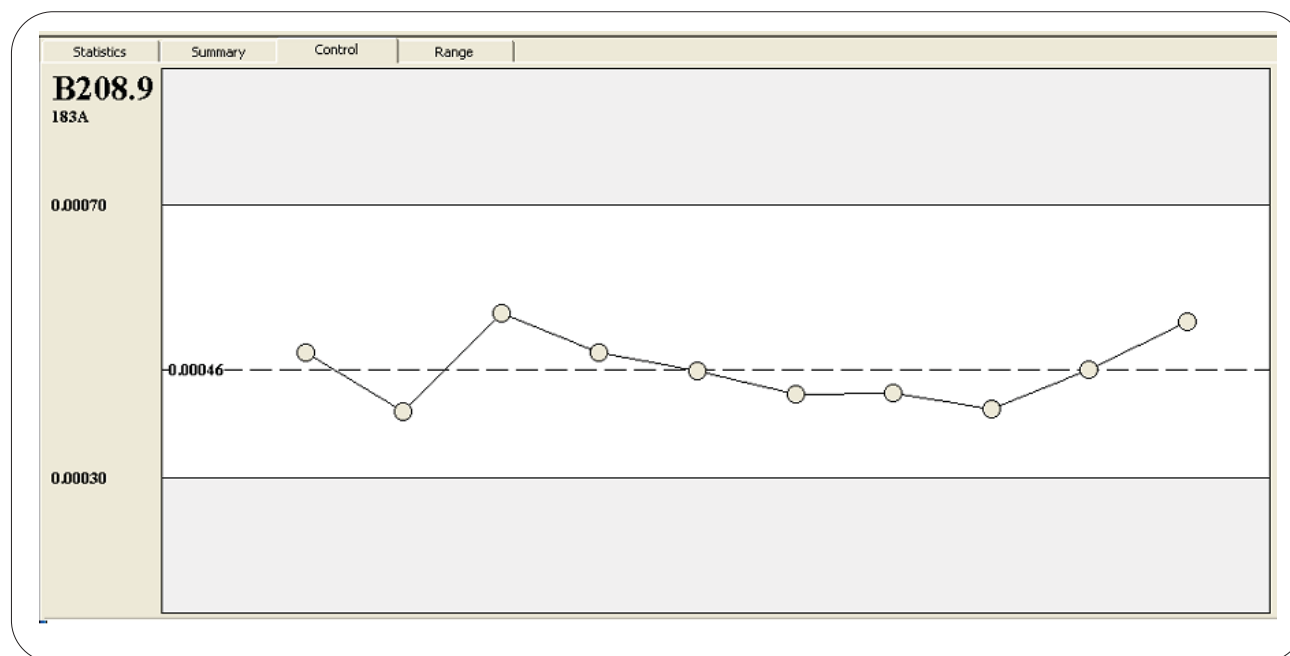 Statistics Summary Control Range
B208.9
183A
0.00070
0.00046
0.00030